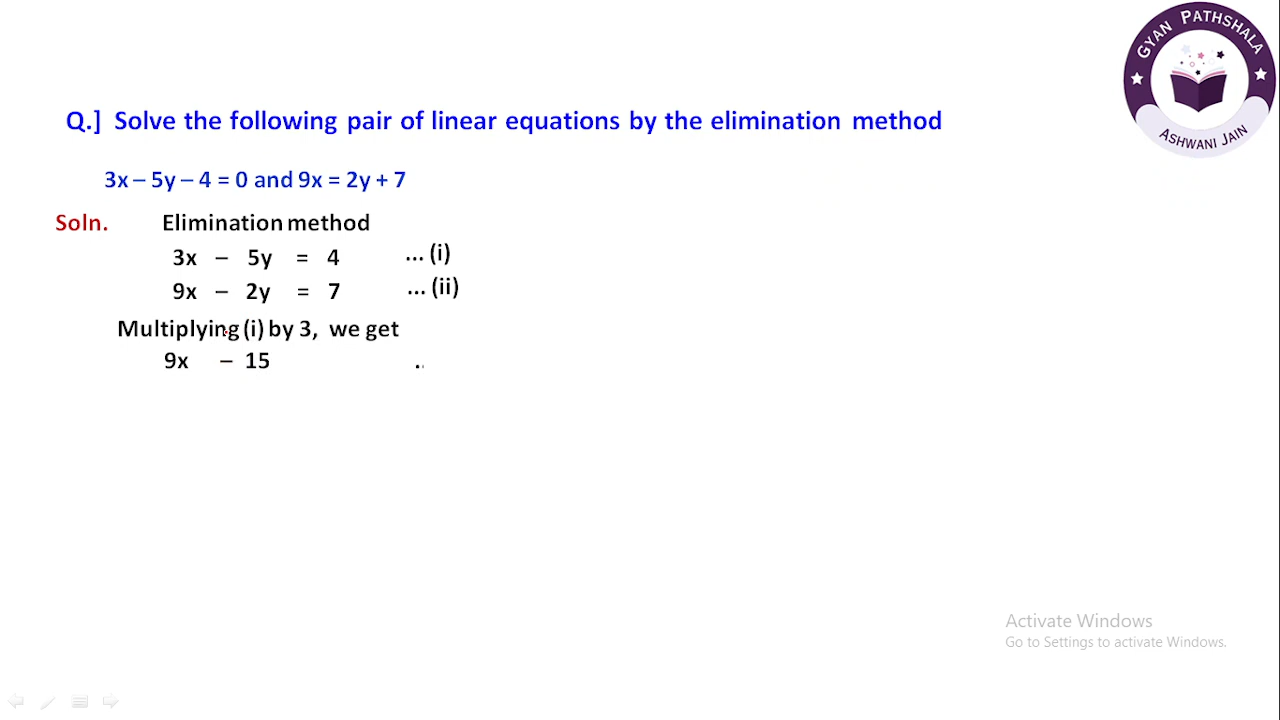 GYAN PATHSHALA
ASHWANI JAIN
Q.] Solve the following pair of linear equations by the elimination method
3x – 5y – 4 = 0 and 9x = 2y + 7
Soln. Elimination method
3x – 5y = 4 ... (i)
9x – 2y = 7 ... (ii)
Multiplying (i) by 3, we get
9x – 15 ..
Activate Windows
Go to Settings to activate Windows.